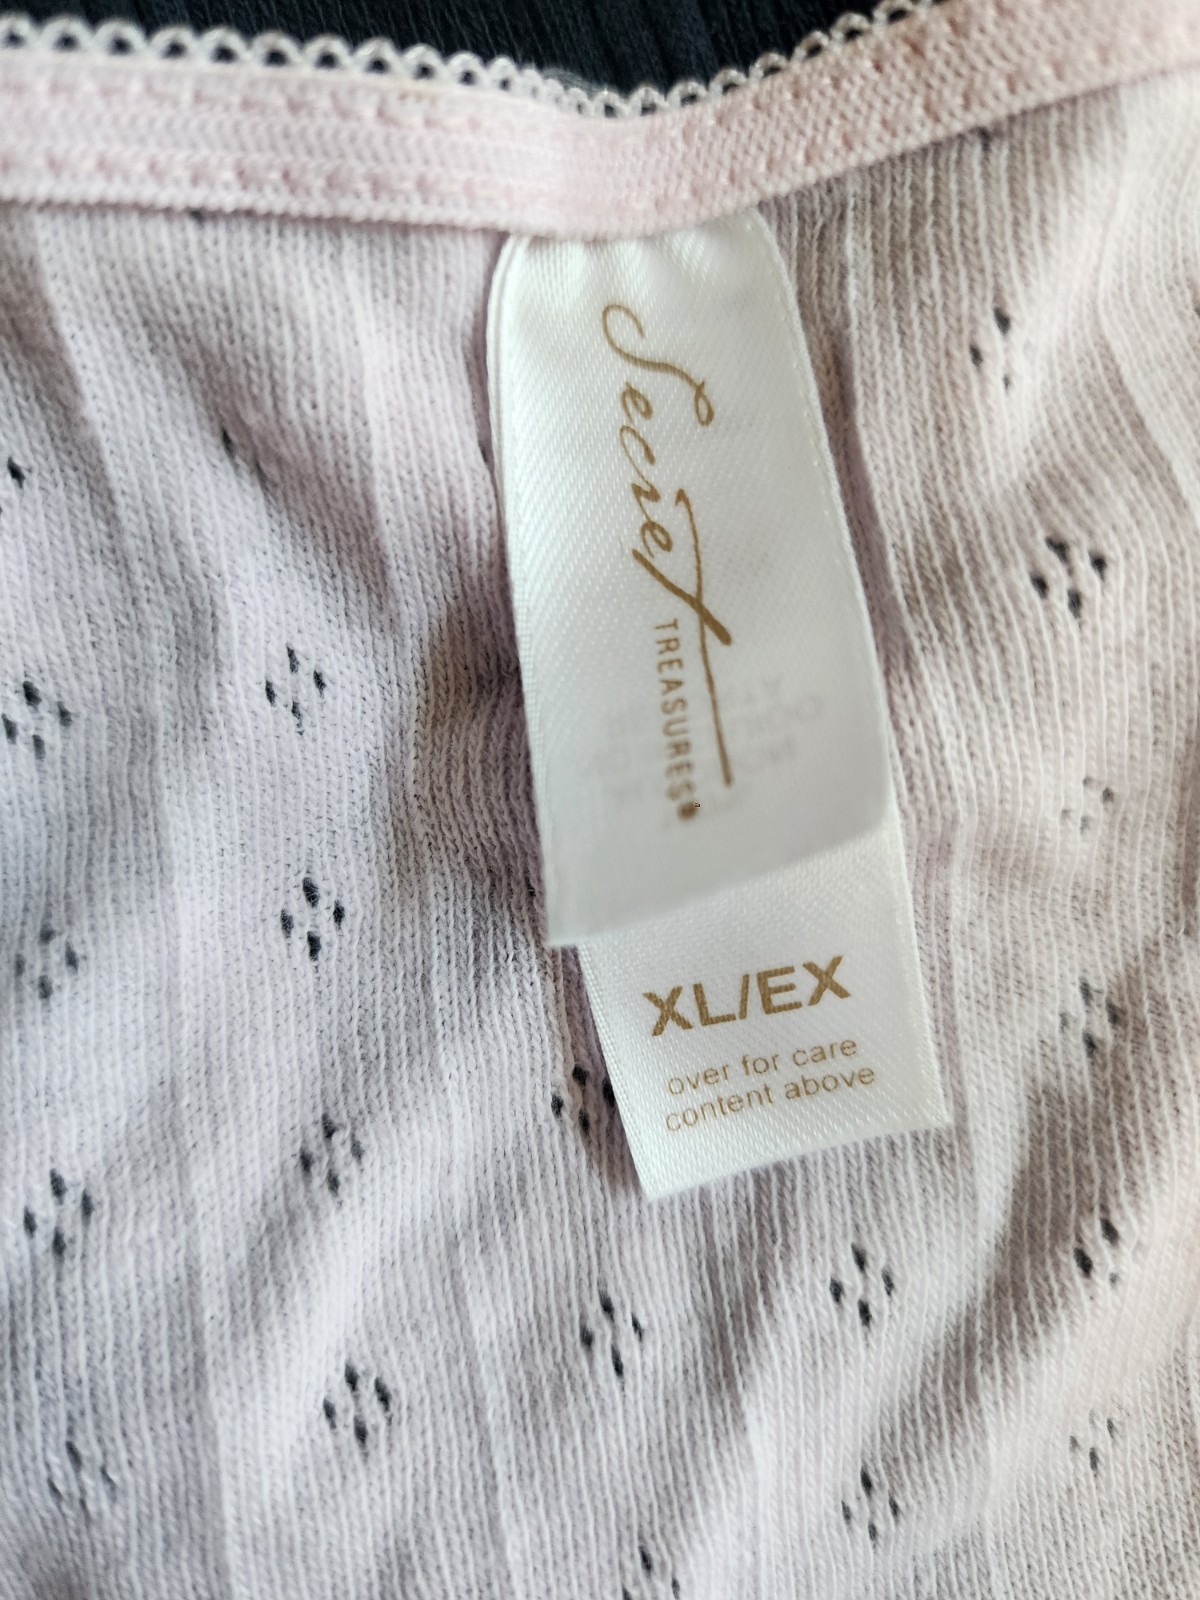 Secret
TREASURES®
XL/EX
over for care
content above